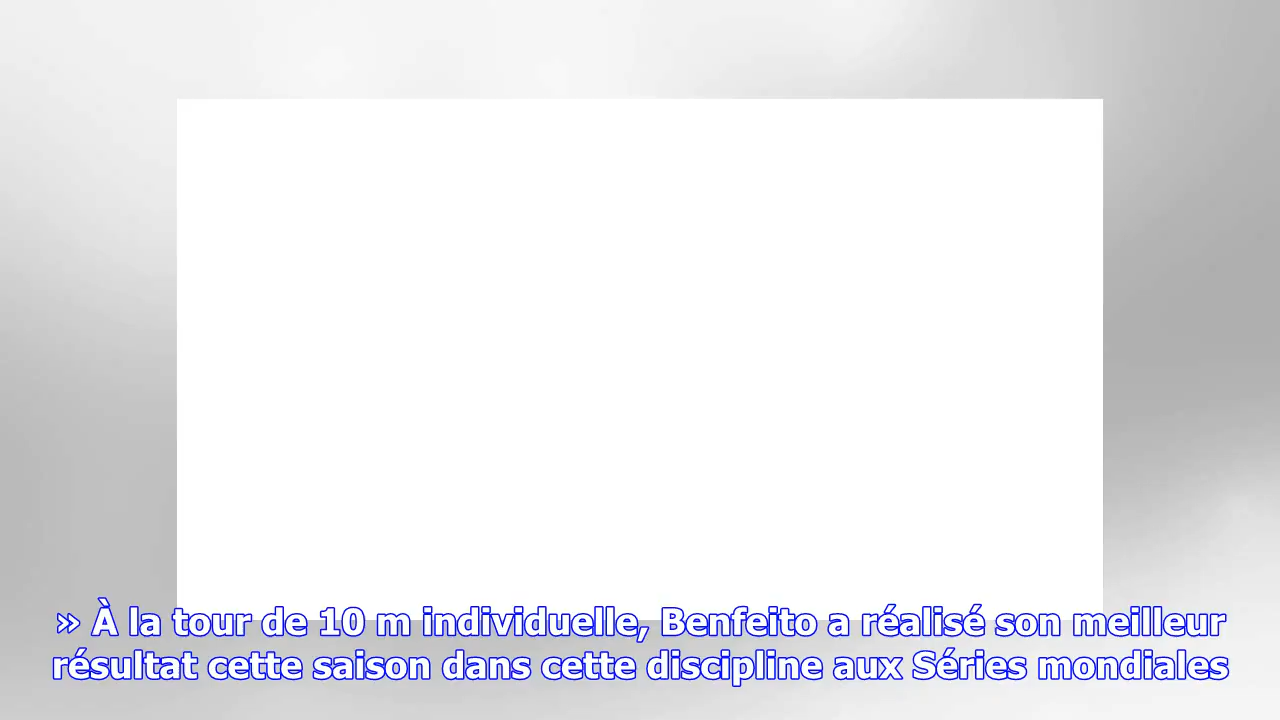 » À la tour de 10 m individuelle, Benfeito a réalisé son meilleur
résultat cette saison dans cette discipline aux Séries mondiales